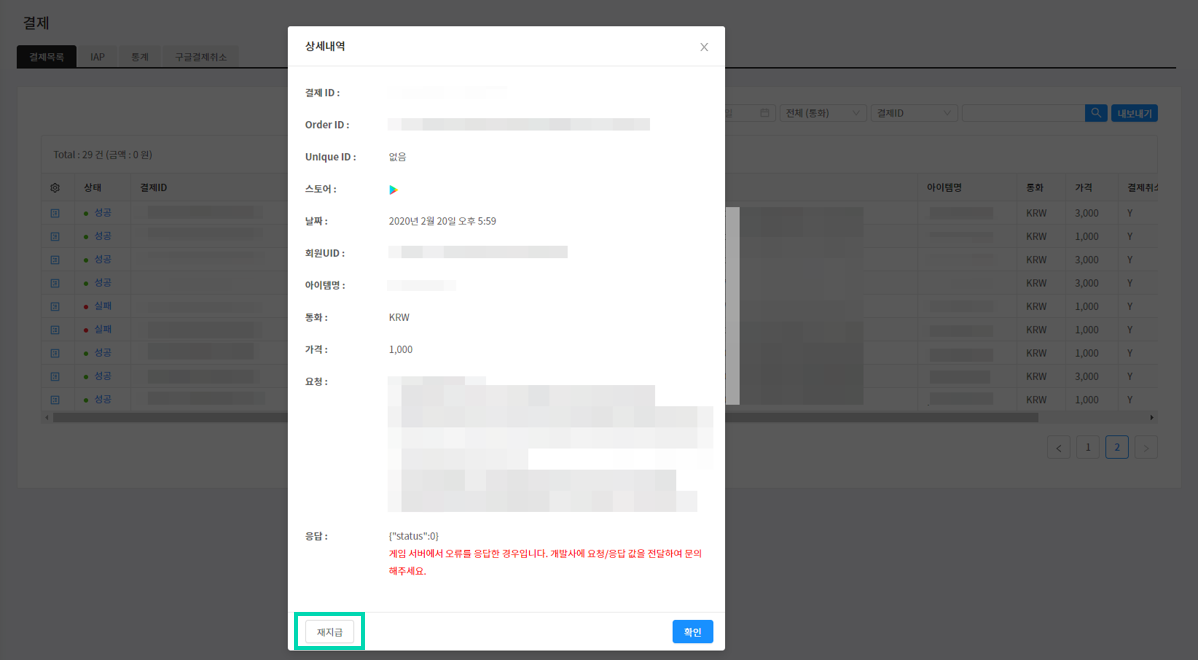 결제
결제목록 IAP 통계 구글결제취소
전체 (통화) 결제ID 내보내기
Total : 29 건 (금액 : 0 원)
상태 결제ID 아이템명 통화 가격 결제취소
성공 KRW 3,000 Y
성공 KRW 1,000 Y
성공 KRW 3,000 Y
성공 KRW 3,000 Y
실패 KRW 1,000 Y
실패 KRW 1,000 Y
성공 KRW 1,000 Y
성공 KRW 3,000 Y
성공 KRW 1,000 Y
1 2
상세내역
결제 ID :
Order ID :
Unique ID : 없음
스토어 :
날짜 : 2020년 2월 20일 오후 5:59
회원UID :
아이템명 :
통화 : KRW
가격 : 1,000
요청 :
응답 : {"status":0}
게임 서버에서 오류를 응답한 경우입니다. 개발사에 요청/응답 값을 전달하여 문의
해주세요.
재지급 확인